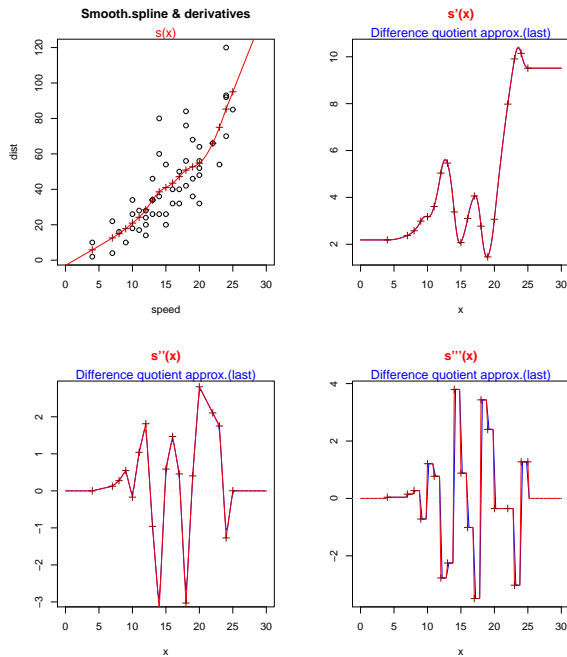 Smooth.spline & derivatives
s(x)
dist
0 20 40 60 80 100 120
0 5 10 15 20 25 30
speed
s'(x)
Difference quotient approx.(last)
2 4 6 8 10
0 5 10 15 20 25 30
x
s''(x)
Difference quotient approx.(last)
-3 -2 -1 0 1 2
0 5 10 15 20 25 30
x
s'''(x)
Difference quotient approx.(last)
-2 0 2 4
0 5 10 15 20 25 30
x